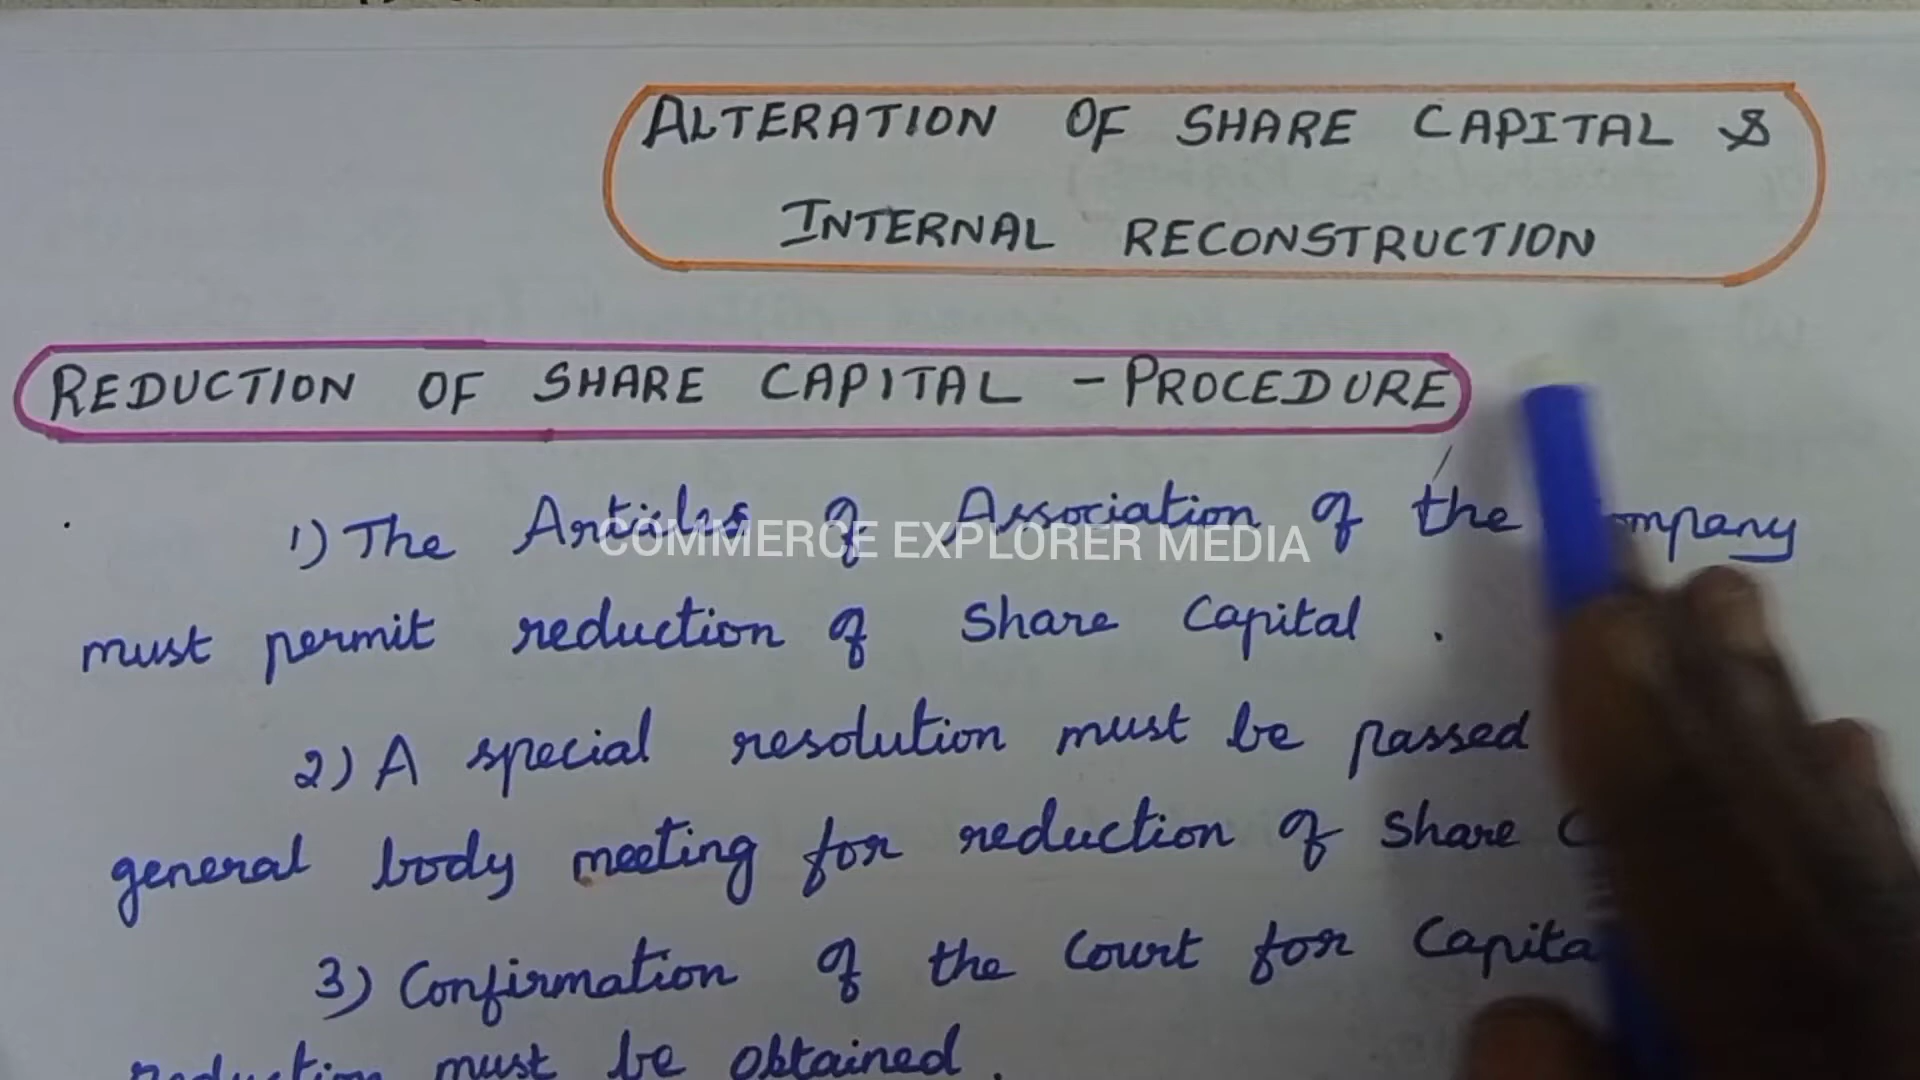 ALTERATION OF SHARE CAPITAL &
INTERNAL RECONSTRUCTION
REDUCTION OF SHARE CAPITAL - PROCEDURE
1) The Articles of Association of the
must permit reduction of Share Capital .
COMMERCE EXPLORER MEDIA
2) A special resolution must be passed
general body meeting for reduction of Share
3) Confirmation of the Court for
must be obtained .